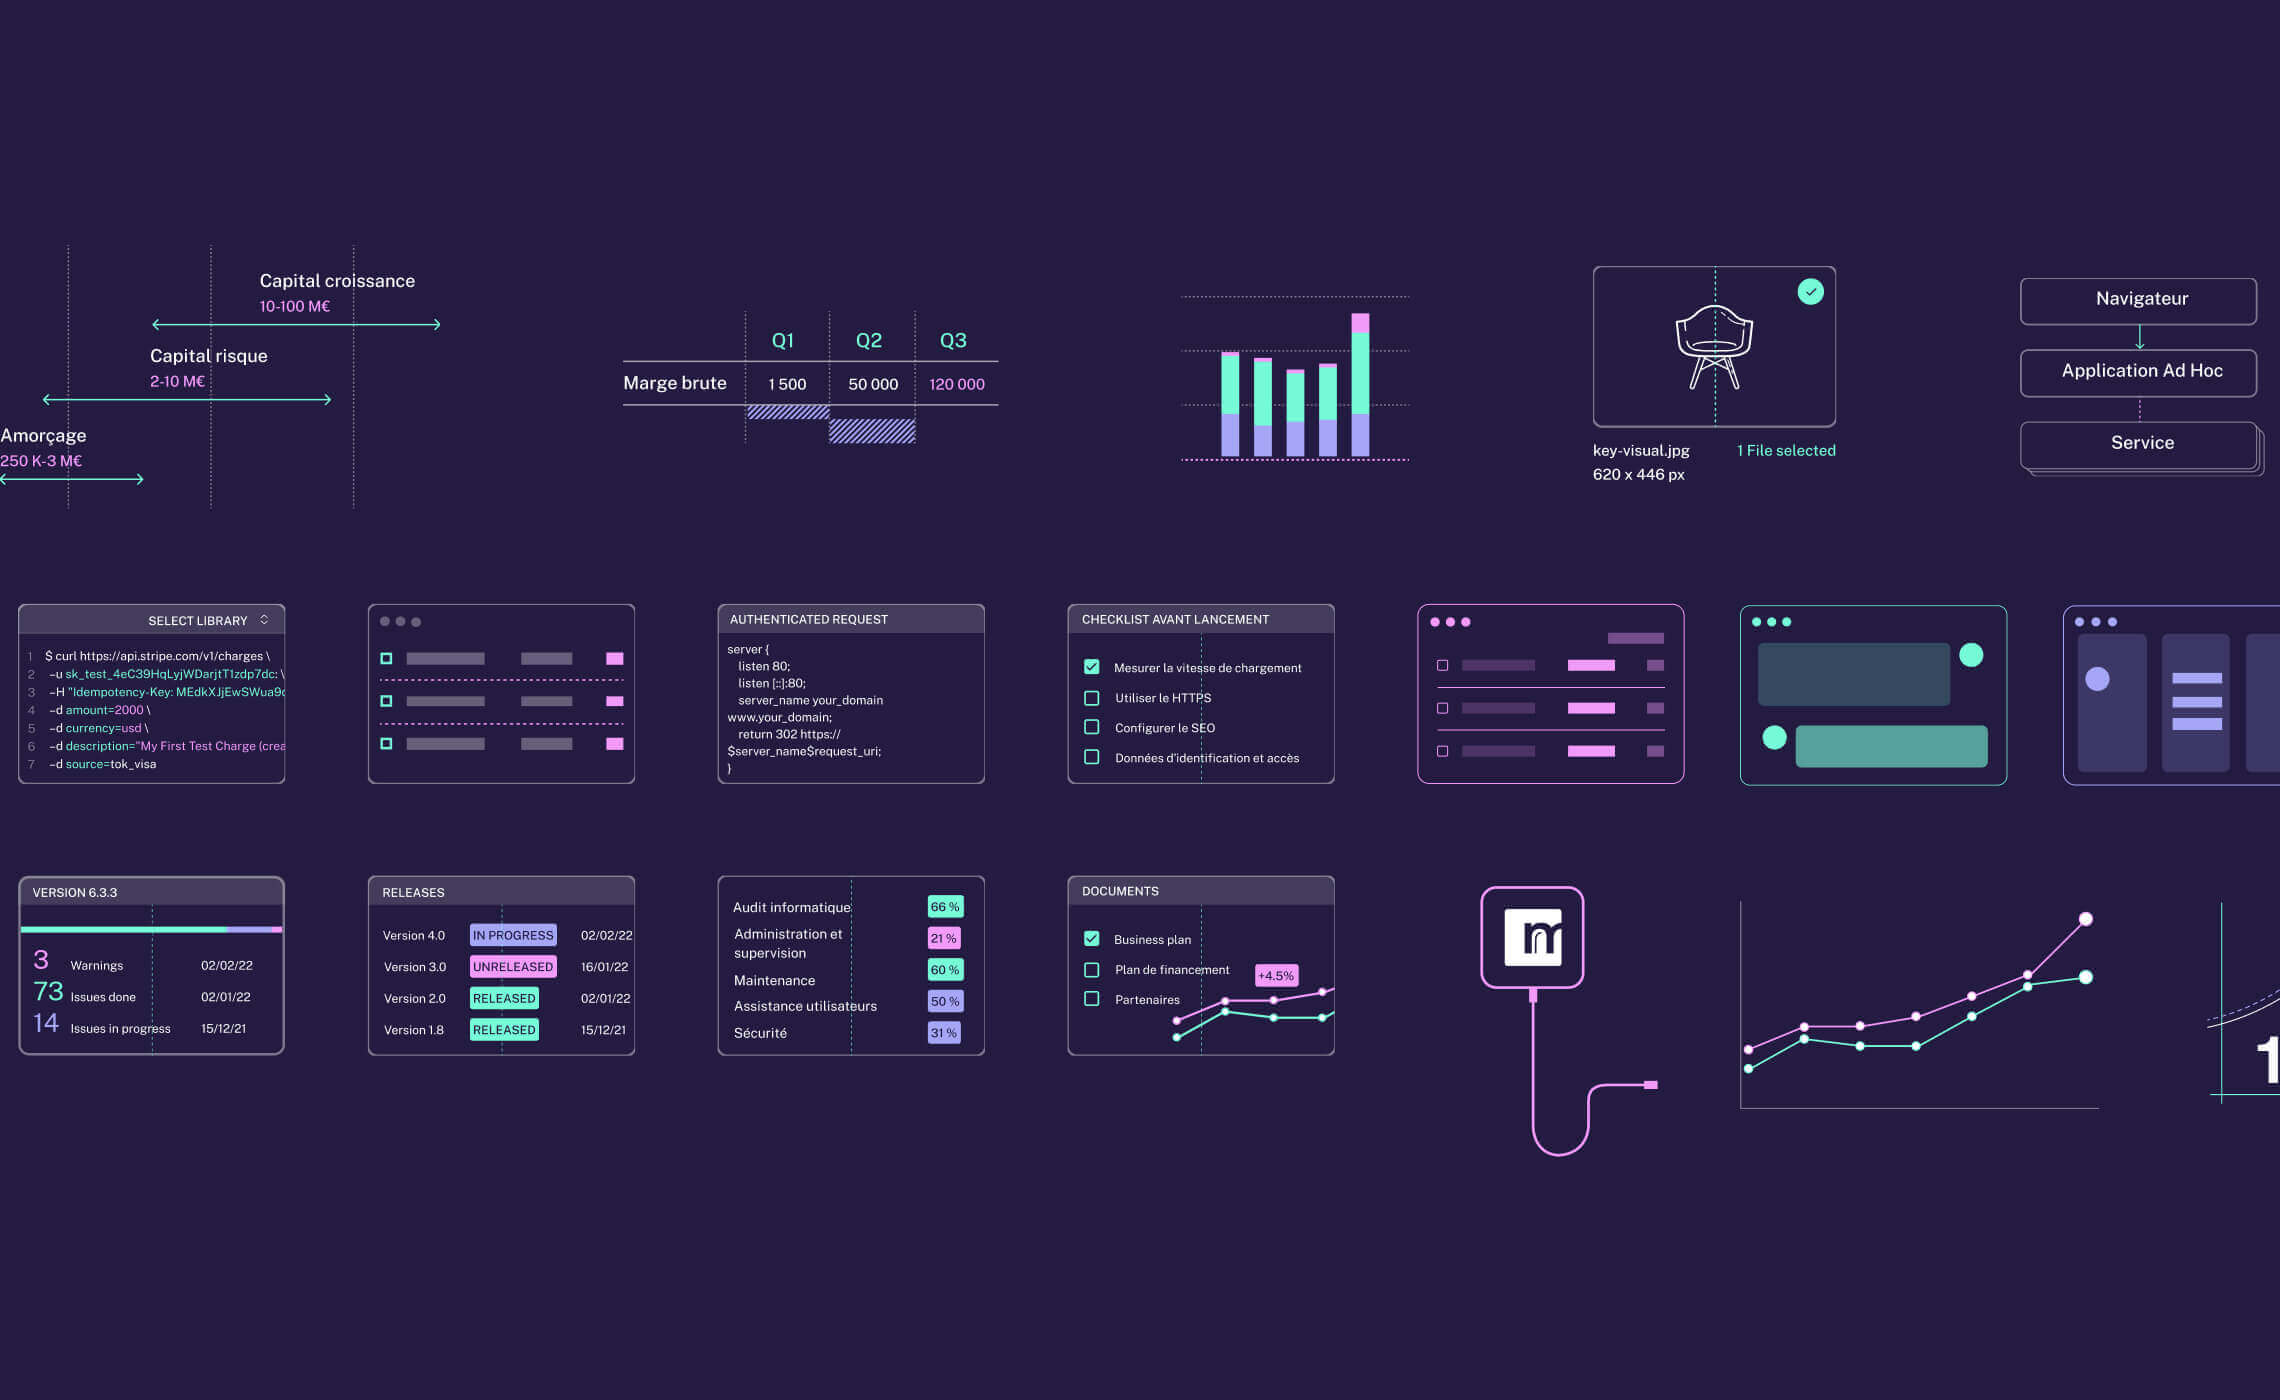 Capital croissance
10-100 M€
Capital risque
2-10 M€
Amorçage
250 K-3 M€
Q1 Q2 Q3
Marge brute 1 500 50 000 120 000
key-visual.jpg 1 File selected
620 x 446 px
Navigateur
Application Ad Hoc
Service
SELECT LIBRARY
1 $ curl https://api.stripe.com/v1/charges \
2 -u sk_test_4eC39HqLyjWDarjtT1zdp7dc: \
3 -H "Idempotency-Key: MEdkXJjEwSWua9c
4 -d amount=2000 \
5 -d currency=usd \
6 -d description="My First Test Charge (crea
7 -d source=tok_visa
AUTHENTICATED REQUEST
server {
listen 80;
listen [::]:80;
server_name your_domain
www.your_domain;
return 302 https://
$server_name$request_uri;
}
CHECKLIST AVANT LANCEMENT
Mesurer la vitesse de chargement
Utiliser le HTTPS
Configurer le SEO
Données d'identification et accès
VERSION 6.3.3
3 Warnings 02/02/22
73 Issues done 02/01/22
14 Issues in progress 15/12/21
RELEASES
Version 4.0 IN PROGRESS 02/02/22
Version 3.0 UNRELEASED 16/01/22
Version 2.0 RELEASED 02/01/22
Version 1.8 RELEASED 15/12/21
Audit informatique 66 %
Administration et
supervision 21 %
Maintenance 60 %
Assistance utilisateurs 50 %
Sécurité 31 %
DOCUMENTS
Business plan
Plan de financement
Partenaires
+4.5%
m
1